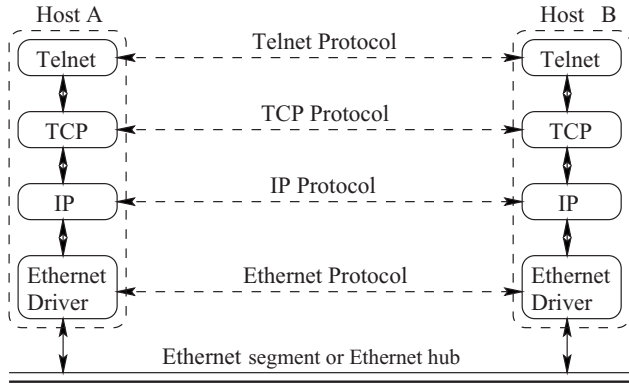 Host A
Host B
Telnet Protocol
Telnet
Telnet
TCP Protocol
TCP
TCP
IP Protocol
IP
IP
Ethernet Protocol
Ethernet
Driver
Ethernet
Driver
Ethernet segment or Ethernet hub